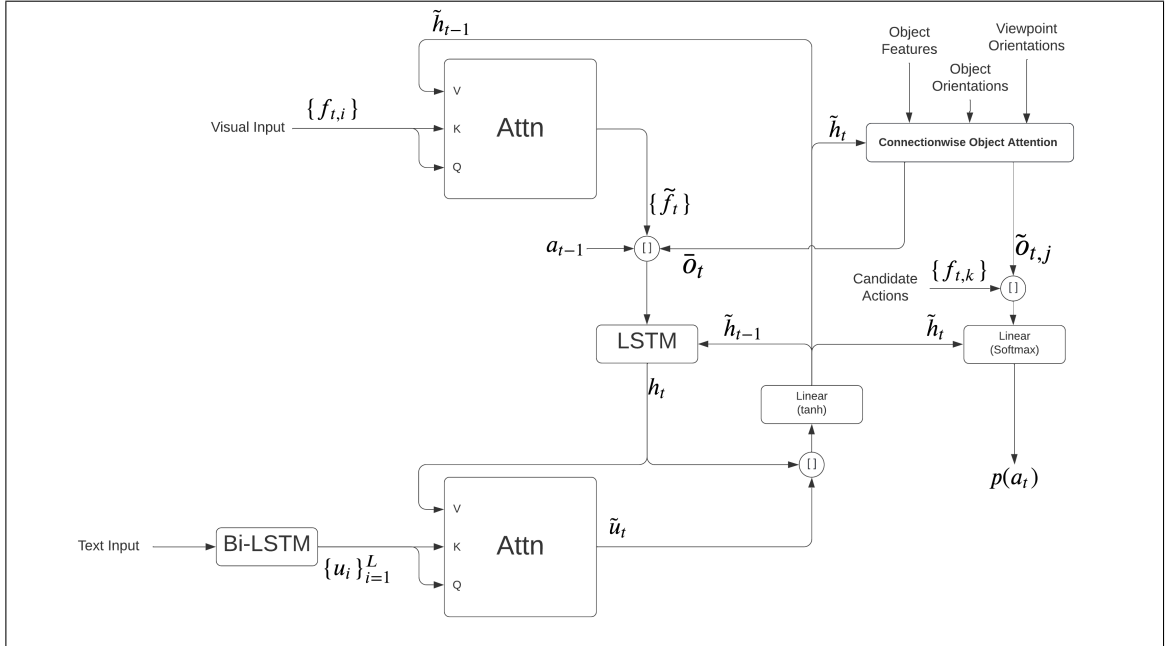 h̃ₜ₋₁
Object
Features
Viewpoint
Orientations
Object
Orientations
V
Visual Input
{fₜ,ᵢ}
K
Attn
Q
h̃ₜ
Connectionwise Object Attention
{f̃ₜ}
aₜ₋₁
[ ]
ōₜ
õₜ,ⱼ
Candidate
Actions
{fₜ,ₖ}
[ ]
LSTM
h̃ₜ₋₁
h̃ₜ
Linear
(Softmax)
hₜ
Linear
(tanh)
[ ]
p(aₜ)
V
Text Input
Bi-LSTM
{uᵢ}ᴸᵢ₌₁
K
Attn
Q
ũₜ